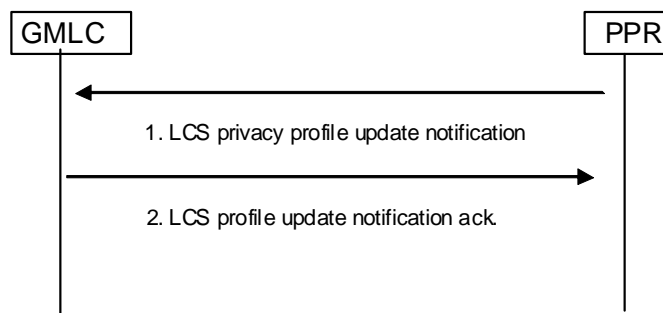 GMLC
PPR
1. LCS privacy profile update notification
2. LCS profile update notification ack.